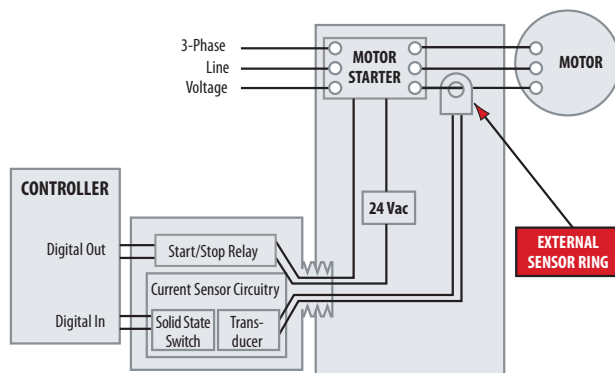 3-Phase
Line
Voltage
MOTOR
STARTER
MOTOR
CONTROLLER
24 Vac
EXTERNAL
SENSOR RING
Digital Out
Start/Stop Relay
Current Sensor Circuitry
Digital In
Solid State
Switch
Trans-
ducer